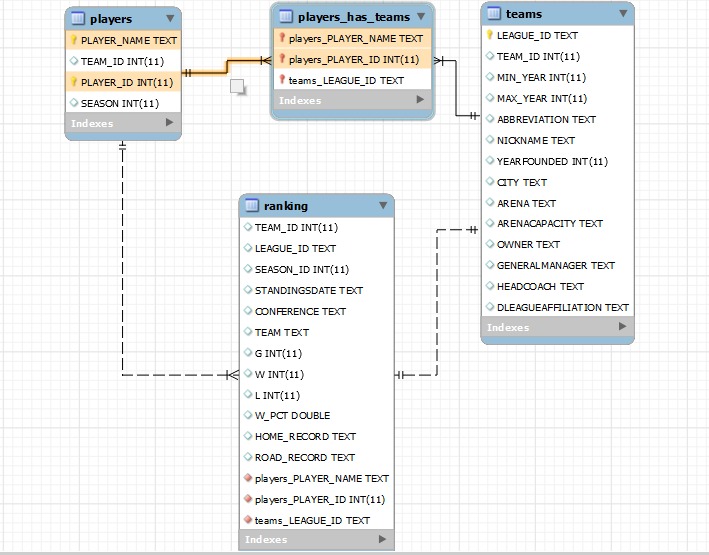 players
PLAYER_NAME TEXT
TEAM_ID INT(11)
PLAYER_ID INT(11)
SEASON INT(11)
Indexes
players_has_teams
players_PLAYER_NAME TEXT
players_PLAYER_ID INT(11)
teams_LEAGUE_ID TEXT
Indexes
teams
LEAGUE_ID TEXT
TEAM_ID INT(11)
MIN_YEAR INT(11)
MAX_YEAR INT(11)
ABBREVIATION TEXT
NICKNAME TEXT
YEARFOUNDED INT(11)
CITY TEXT
ARENA TEXT
ARENACAPACITY TEXT
OWNER TEXT
GENERALMANAGER TEXT
HEADCOACH TEXT
DLEAGUEAFFILIATION TEXT
Indexes
ranking
TEAM_ID INT(11)
LEAGUE_ID TEXT
SEASON_ID INT(11)
STANDINGSDATE TEXT
CONFERENCE TEXT
TEAM TEXT
G INT(11)
W INT(11)
L INT(11)
W_PCT DOUBLE
HOME_RECORD TEXT
ROAD_RECORD TEXT
players_PLAYER_NAME TEXT
players_PLAYER_ID INT(11)
teams_LEAGUE_ID TEXT
Indexes